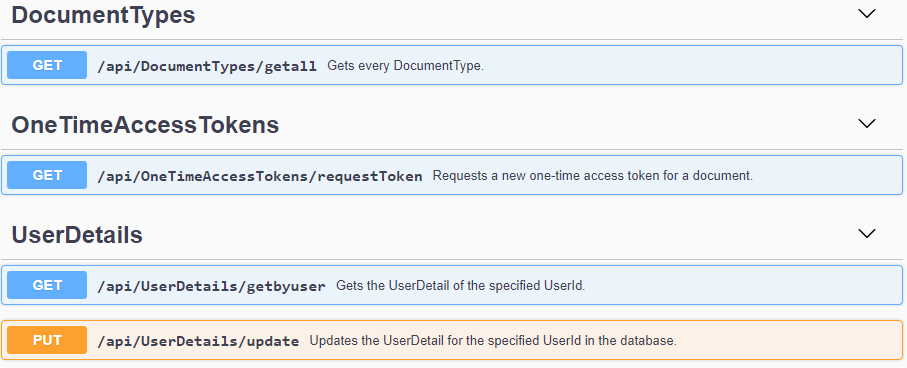 DocumentTypes
GET /api/DocumentTypes/getall Gets every DocumentType.
OneTimeAccessTokens
GET /api/OneTimeAccessTokens/requestToken Requests a new one-time access token for a document.
UserDetails
GET /api/UserDetails/getbyuser Gets the UserDetail of the specified UserId.
PUT /api/UserDetails/update Updates the UserDetail for the specified UserId in the database.